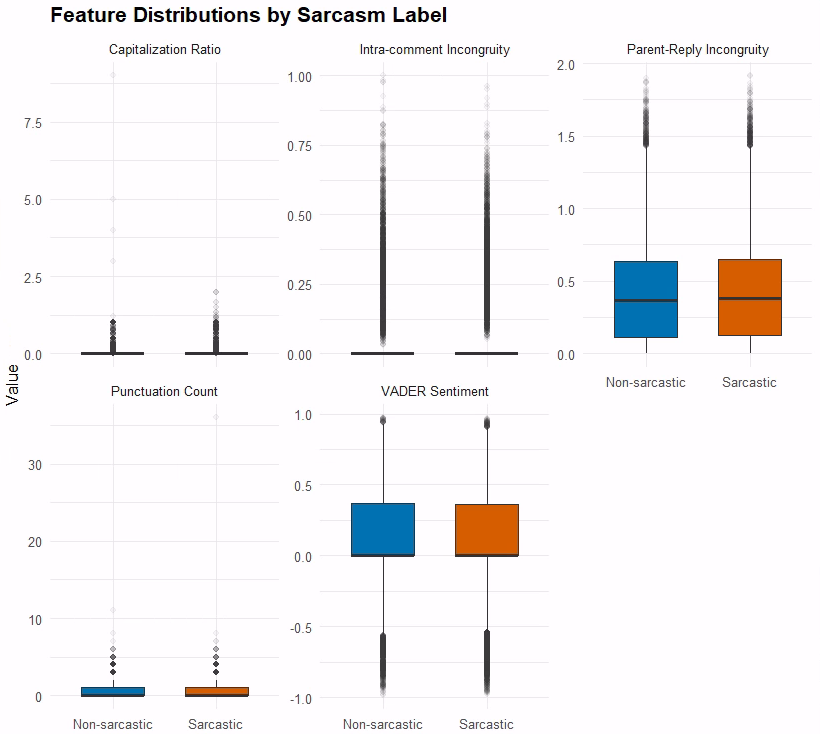 Feature Distributions by Sarcasm Label
Capitalization Ratio
Intra-comment Incongruity
Parent-Reply Incongruity
7.5
5.0
2.5
0.0
1.00
0.75
0.50
0.25
0.00
2.0
1.5
1.0
0.5
0.0
Non-sarcastic
Sarcastic
Value
Punctuation Count
VADER Sentiment
30
20
10
0
1.0
0.5
0.0
-0.5
-1.0
Non-sarcastic
Sarcastic
Non-sarcastic
Sarcastic